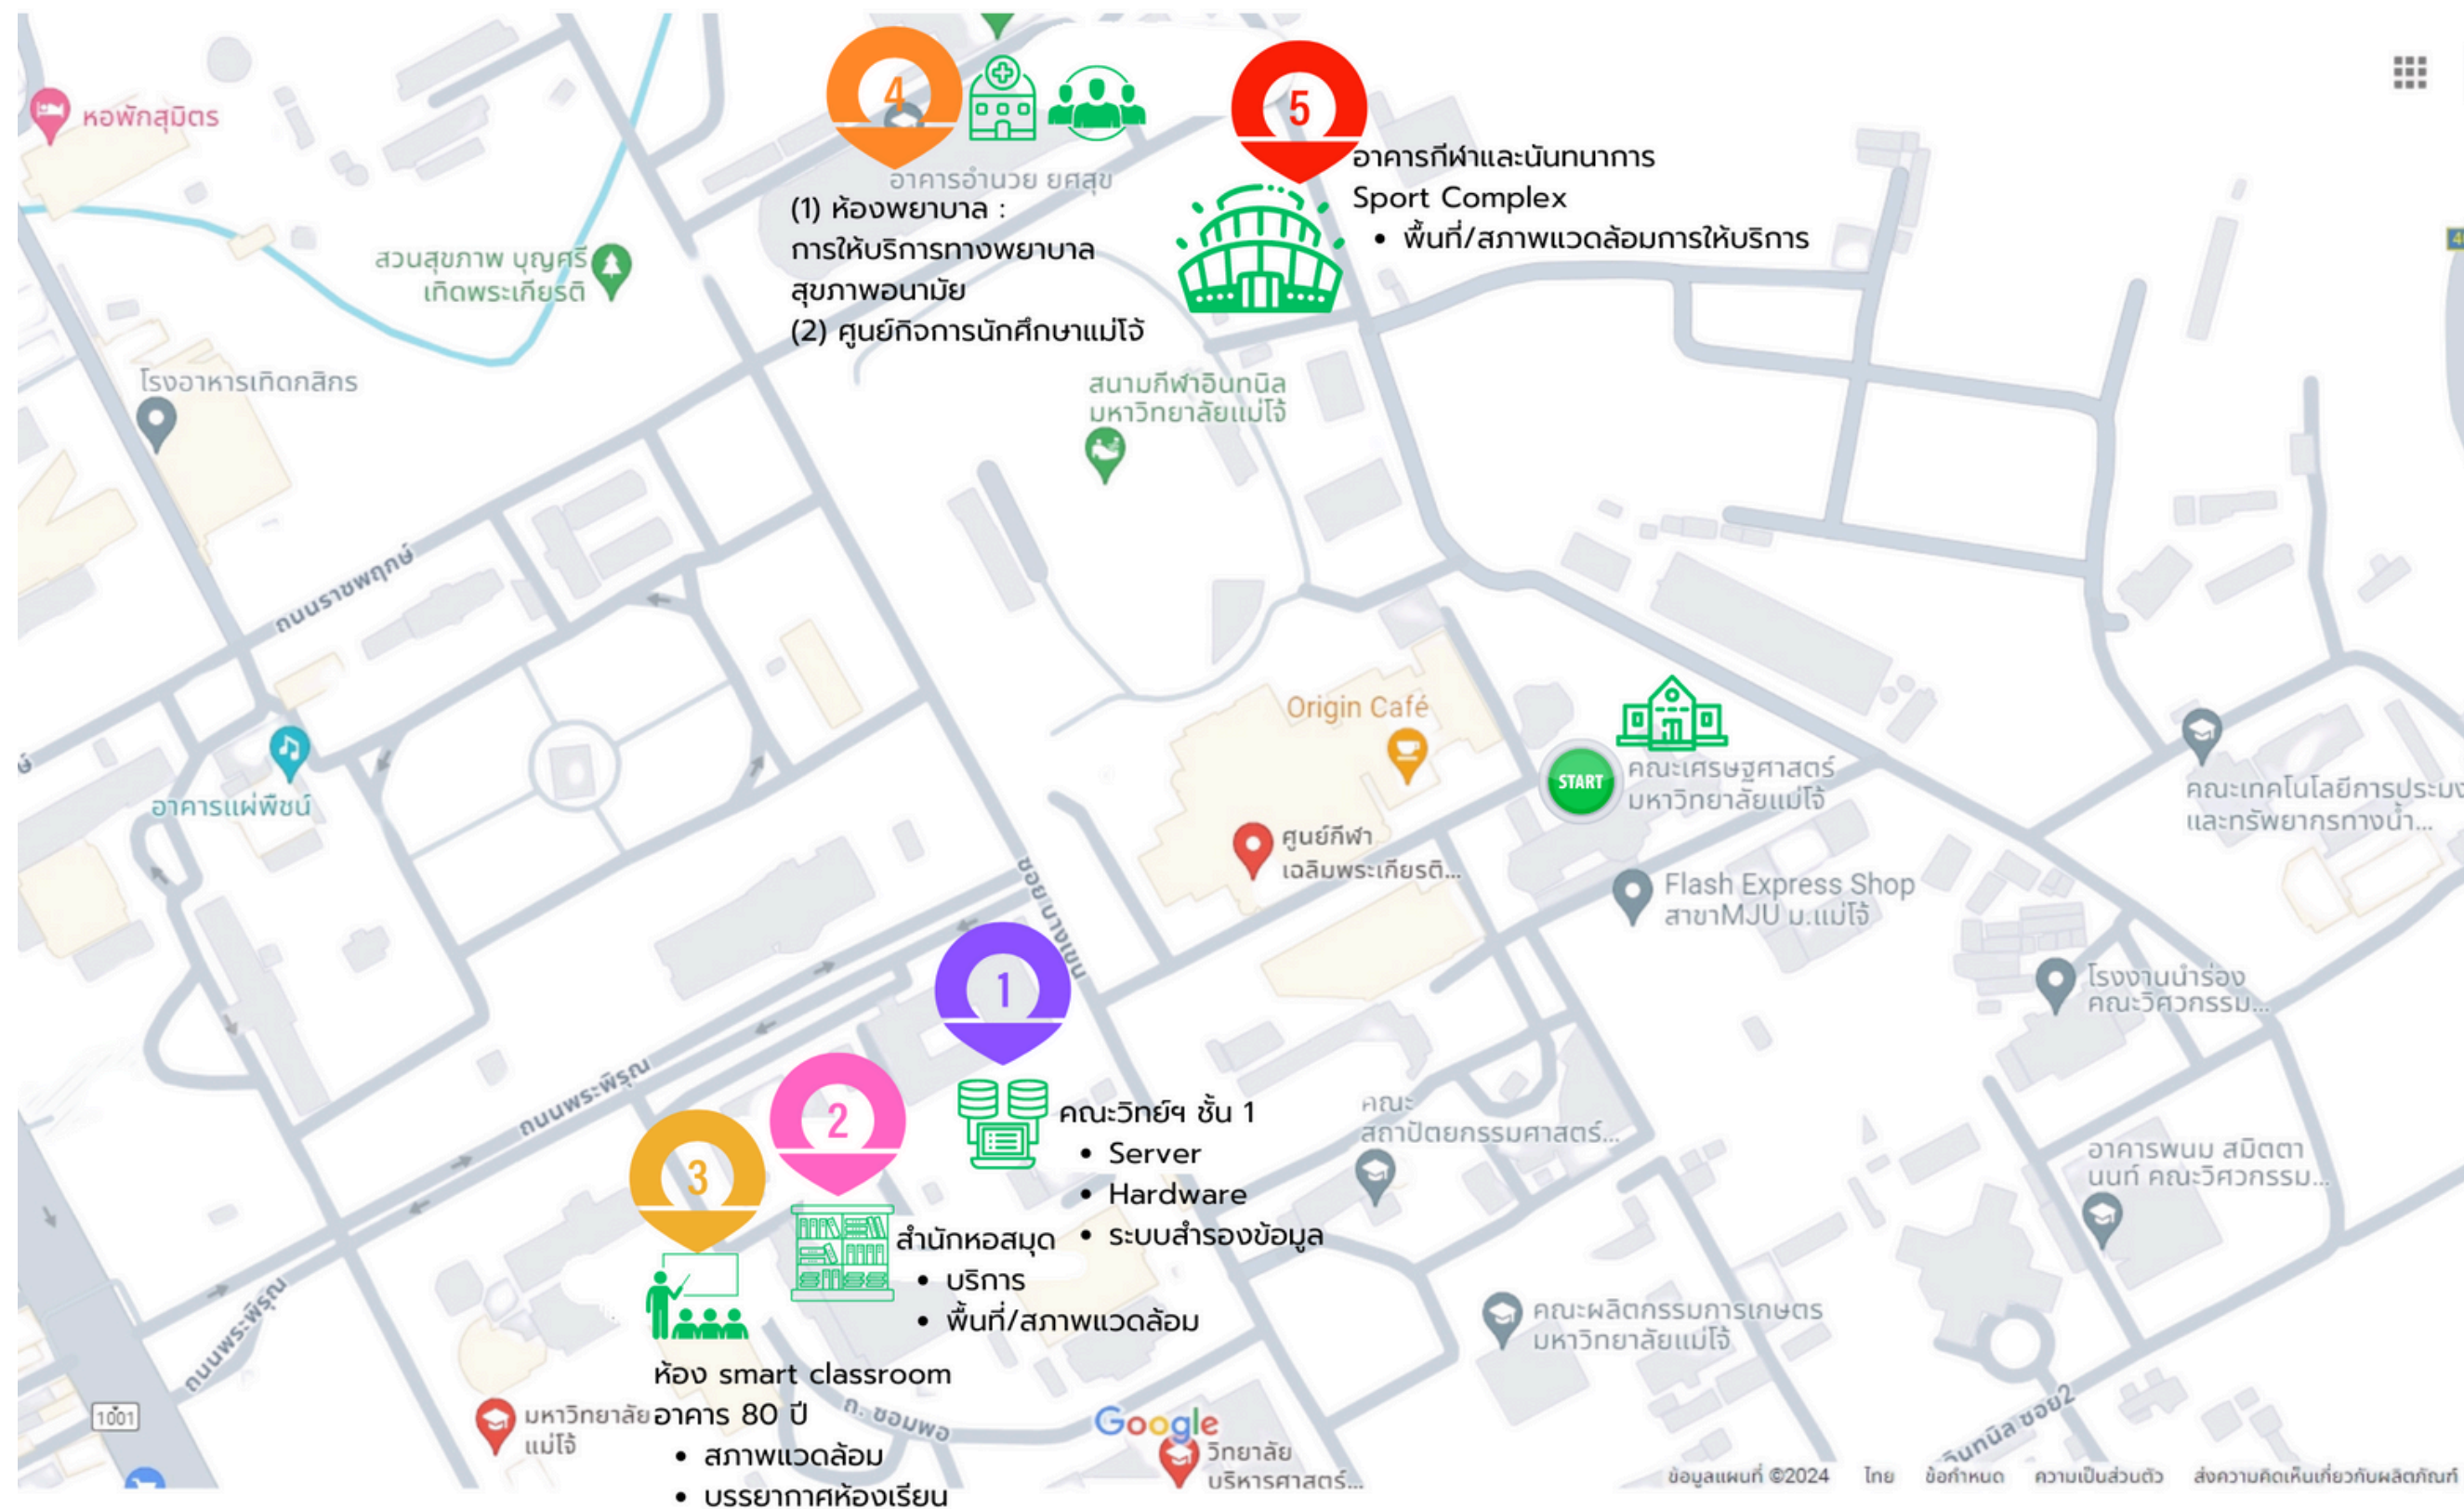 4
5
หอพักสุมิตร
อาคารกีฬาและนันทนาการ
Sport Complex
• พื้นที่/สภาพแวดล้อมการให้บริการ
อาคารอำนวย ยศสุข
(1) ห้องพยาบาล :
การให้บริการทางพยาบาล
สุขภาพอนามัย
(2) ศูนย์กิจการนักศึกษาแม่โจ้
สวนสุขภาพ บุญศรี
เทิดพระเกียรติ
โรงอาหารเทิดกสิกร
สนามกีฬาอินทนิล
มหาวิทยาลัยแม่โจ้
ถนนราชพฤกษ์
Origin Café
START
คณะเศรษฐศาสตร์
มหาวิทยาลัยแม่โจ้
คณะเทคโนโลยีการประมง
และทรัพยากรทางน้ำ...
อาคารแผ่พืชน์
ศูนย์กีฬา
เฉลิมพระเกียรติ...
Flash Express Shop
สาขาMJU ม.แม่โจ้
ซอย บางเขน
1
โรงงานนำร่อง
คณะวิศวกรรม...
ถนนพระพิรุณ
2
3
คณะวิทย์ฯ ชั้น 1
• Server
• Hardware
• ระบบสำรองข้อมูล
คณะ
สถาปัตยกรรมศาสตร์...
อาคารพนม สมิตตา
นนท์ คณะวิศวกรรม...
สำนักหอสมุด
• บริการ
• พื้นที่/สภาพแวดล้อม
ถนนพระพิรุณ
คณะผลิตกรรมการเกษตร
มหาวิทยาลัยแม่โจ้
ห้อง smart classroom
อาคาร 80 ปี
• สภาพแวดล้อม
• บรรยากาศห้องเรียน
1001
มหาวิทยาลัย
แม่โจ้
ถ. ชมพอ
Google
วิทยาลัย
บริหารศาสตร์...
อินทนิล ซอย2
ข้อมูลแผนที่ ©2024 ไทย ข้อกำหนด ความเป็นส่วนตัว ส่งความคิดเห็นเกี่ยวกับผลิตภัณฑ์